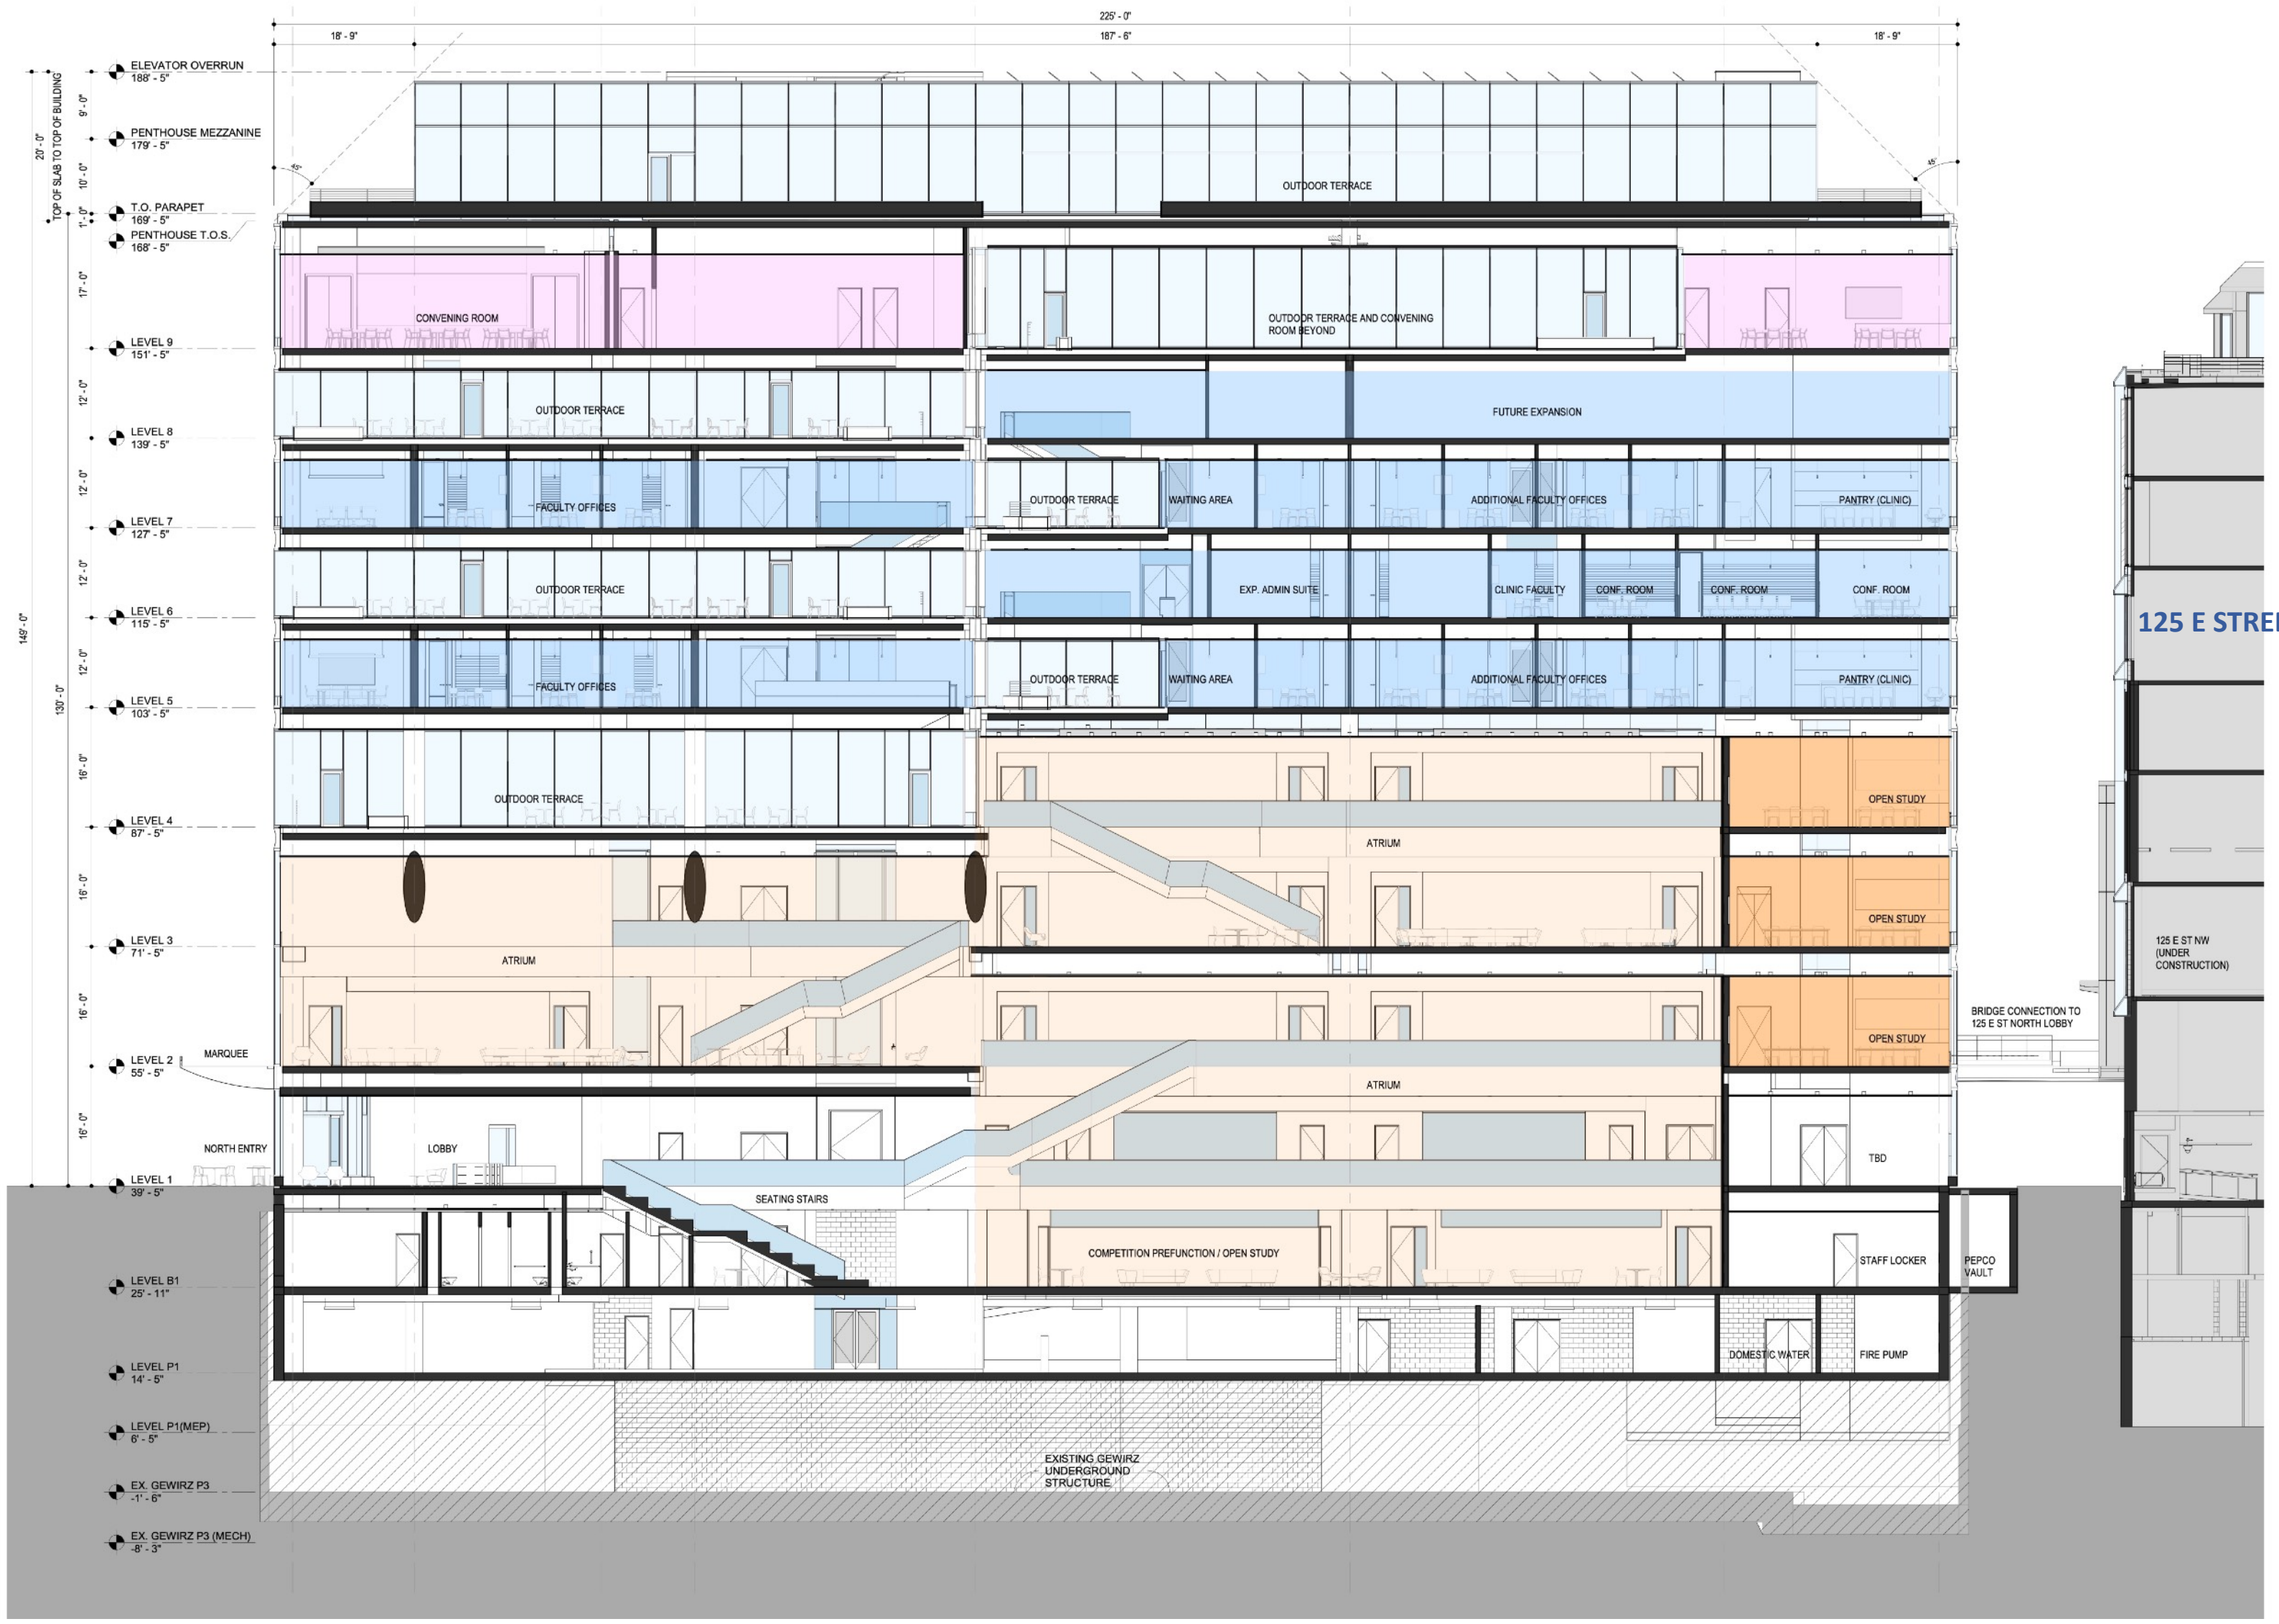 225' - 0"
18' - 9"
187' - 6"
18' - 9"
ELEVATOR OVERRUN
188' - 5"
9' - 0"
PENTHOUSE MEZZANINE
179' - 5"
20' - 0"
TOP OF SLAB TO TOP OF BUILDING
10' - 0"
45°
45°
OUTDOOR TERRACE
T.O. PARAPET
169' - 5"
1' - 0"
PENTHOUSE T.O.S.
168' - 5"
17' - 0"
CONVENING ROOM
OUTDOOR TERRACE AND CONVENING
ROOM BEYOND
LEVEL 9
151' - 5"
12' - 0"
OUTDOOR TERRACE
FUTURE EXPANSION
LEVEL 8
139' - 5"
12' - 0"
FACULTY OFFICES
OUTDOOR TERRACE
WAITING AREA
ADDITIONAL FACULTY OFFICES
PANTRY (CLINIC)
LEVEL 7
127' - 5"
12' - 0"
OUTDOOR TERRACE
EXP. ADMIN SUITE
CLINIC FACULTY
CONF. ROOM
CONF. ROOM
CONF. ROOM
LEVEL 6
115' - 5"
125 E STREE
149' - 0"
12' - 0"
130' - 0"
FACULTY OFFICES
OUTDOOR TERRACE
WAITING AREA
ADDITIONAL FACULTY OFFICES
PANTRY (CLINIC)
LEVEL 5
103' - 5"
16' - 0"
OUTDOOR TERRACE
OPEN STUDY
LEVEL 4
87' - 5"
ATRIUM
16' - 0"
OPEN STUDY
LEVEL 3
71' - 5"
ATRIUM
125 E ST NW
(UNDER
CONSTRUCTION)
16' - 0"
BRIDGE CONNECTION TO
125 E ST NORTH LOBBY
OPEN STUDY
LEVEL 2
55' - 5"
MARQUEE
ATRIUM
16' - 0"
NORTH ENTRY
LOBBY
TBD
LEVEL 1
39' - 5"
SEATING STAIRS
COMPETITION PREFUNCTION / OPEN STUDY
STAFF LOCKER
PEPCO
VAULT
LEVEL B1
25' - 11"
DOMESTIC WATER
FIRE PUMP
LEVEL P1
14' - 5"
LEVEL P1(MEP)
6' - 5"
EXISTING GEWIRZ
UNDERGROUND
STRUCTURE
EX. GEWIRZ P3
-1' - 6"
EX. GEWIRZ P3 (MECH)
-8' - 3"